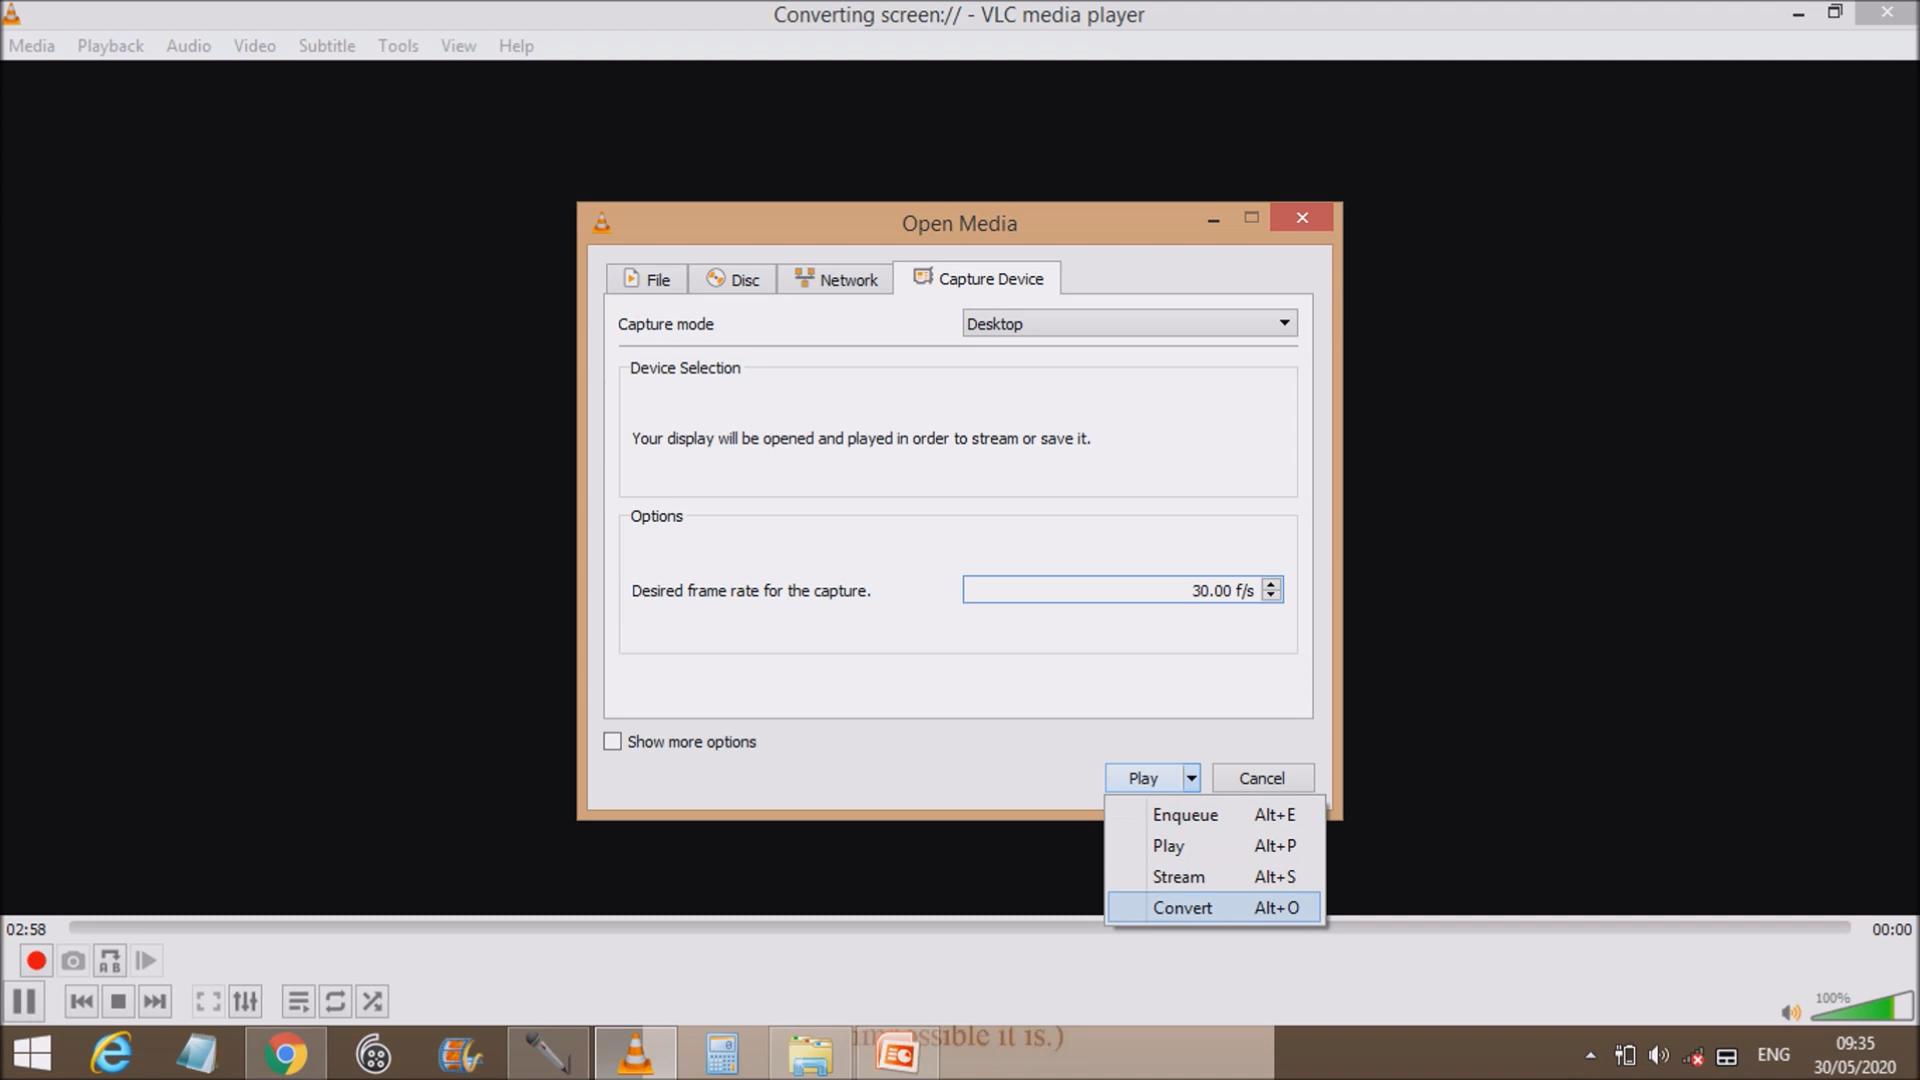 Converting screen:// - VLC media player
Media Playback Audio Video Subtitle Tools View Help
Open Media
File Disc Network Capture Device
Capture mode Desktop
Device Selection
Your display will be opened and played in order to stream or save it.
Options
Desired frame rate for the capture. 30.00 f/s
Show more options
Play Cancel
Enqueue Alt+E
Play Alt+P
Stream Alt+S
Convert Alt+O
02:58 00:00
A B
100%
it is.)
ENG
09:35
30/05/2020